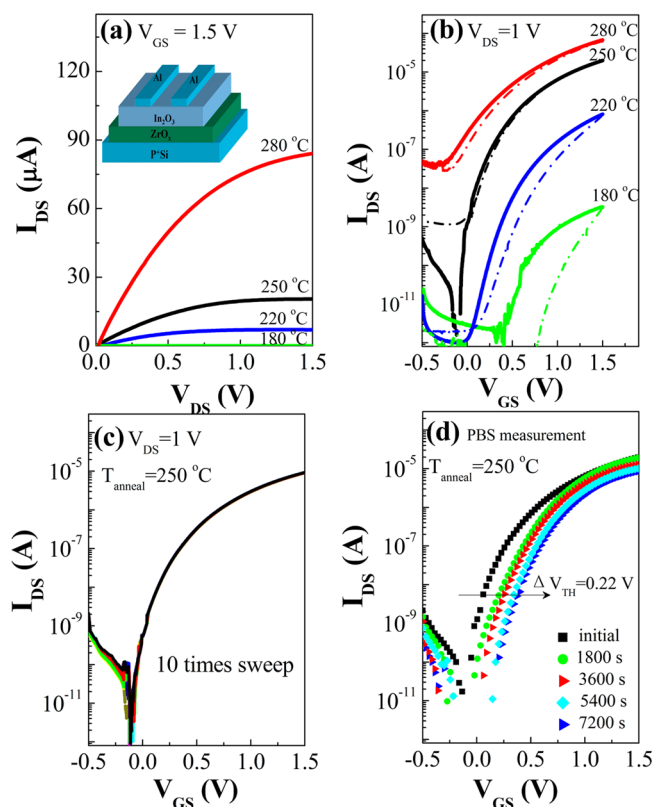 (a) V_GS = 1.5 V
120
80
40
0
I_DS (μA)
Al Al
In₂O₃
ZrOₓ
P⁺Si
280 °C
250 °C
220 °C
180 °C
0.0 0.5 1.0 1.5
V_DS (V)
(b) V_DS=1 V
280 °C
250 °C
220 °C
180 °C
10⁻⁵
10⁻⁷
10⁻⁹
10⁻¹¹
I_DS (A)
-0.5 0.0 0.5 1.0 1.5
V_GS (V)
(c) V_DS=1 V
T_anneal=250 °C
10⁻⁵
10⁻⁷
10⁻⁹
10⁻¹¹
I_DS (A)
10 times sweep
-0.5 0.0 0.5 1.0 1.5
V_GS (V)
(d) PBS measurement
T_anneal=250 °C
10⁻⁵
10⁻⁷
10⁻⁹
10⁻¹¹
I_DS (A)
Δ V_TH=0.22 V
initial
1800 s
3600 s
5400 s
7200 s
-0.5 0.0 0.5 1.0 1.5
V_GS (V)